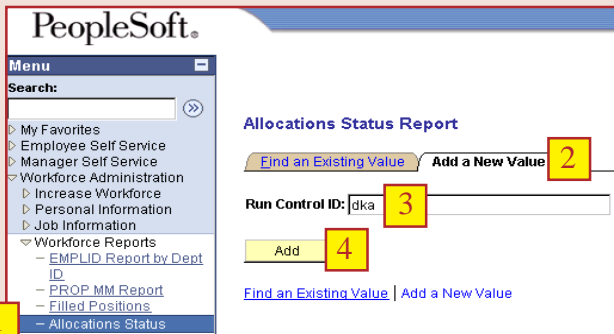 PeopleSoft®
Menu
Search:
My Favorites
Employee Self Service
Manager Self Service
Workforce Administration
Increase Workforce
Personal Information
Job Information
Workforce Reports
– EMPLID Report by Dept
ID
– PROP MM Report
– Filled Positions
– Allocations Status
Allocations Status Report
Find an Existing Value
Add a New Value
2
Run Control ID: dka
3
Add
4
Find an Existing Value | Add a New Value